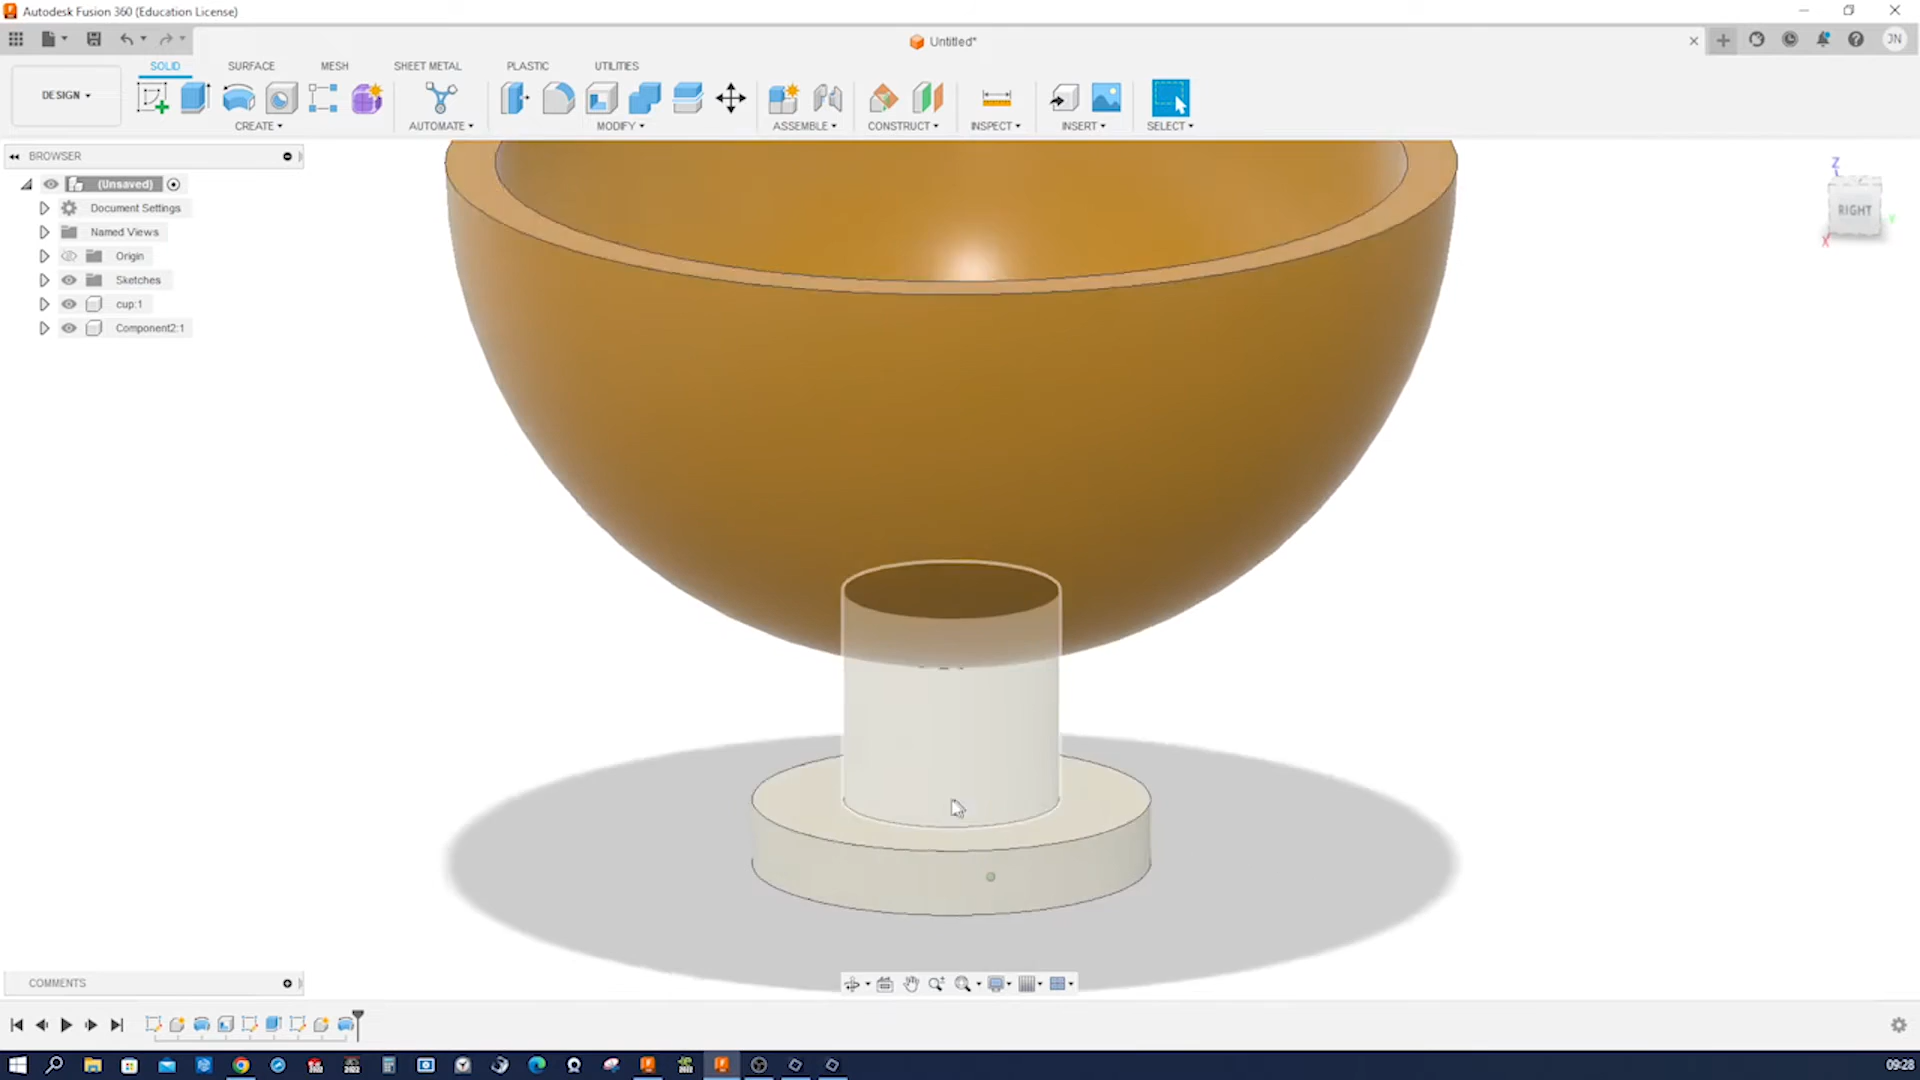 Autodesk Fusion 360 (Education License)
Untitled*
JN
DESIGN
SOLID SURFACE MESH SHEET METAL PLASTIC UTILITIES
CREATE AUTOMATE MODIFY ASSEMBLE CONSTRUCT INSPECT INSERT SELECT
BROWSER
(Unsaved)
Document Settings
Named Views
Origin
Sketches
cup:1
Component2:1
Z
RIGHT
Y
X
COMMENTS
09:28